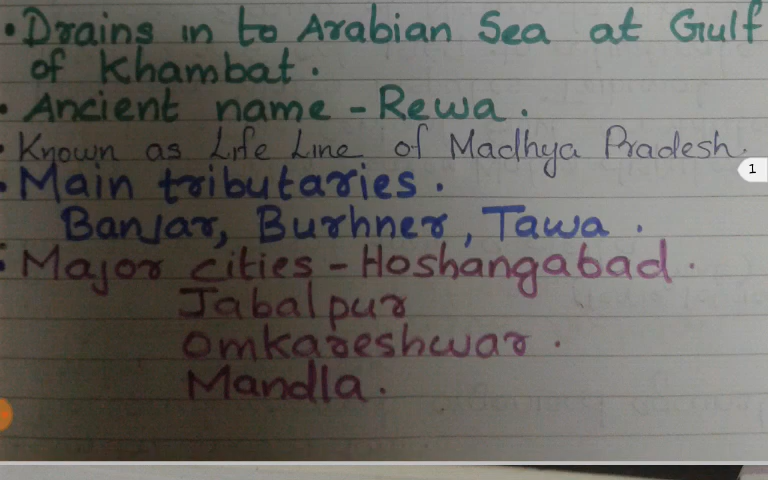 • Drains in to Arabian Sea at Gulf
of Khambat.
• Ancient name - Rewa.
• Known as Life Line of Madhya Pradesh.
1
• Main tributaries.
Banjar, Burhner, Tawa.
• Major cities - Hoshangabad.
Jabalpur
Omkareshwar.
Mandla.